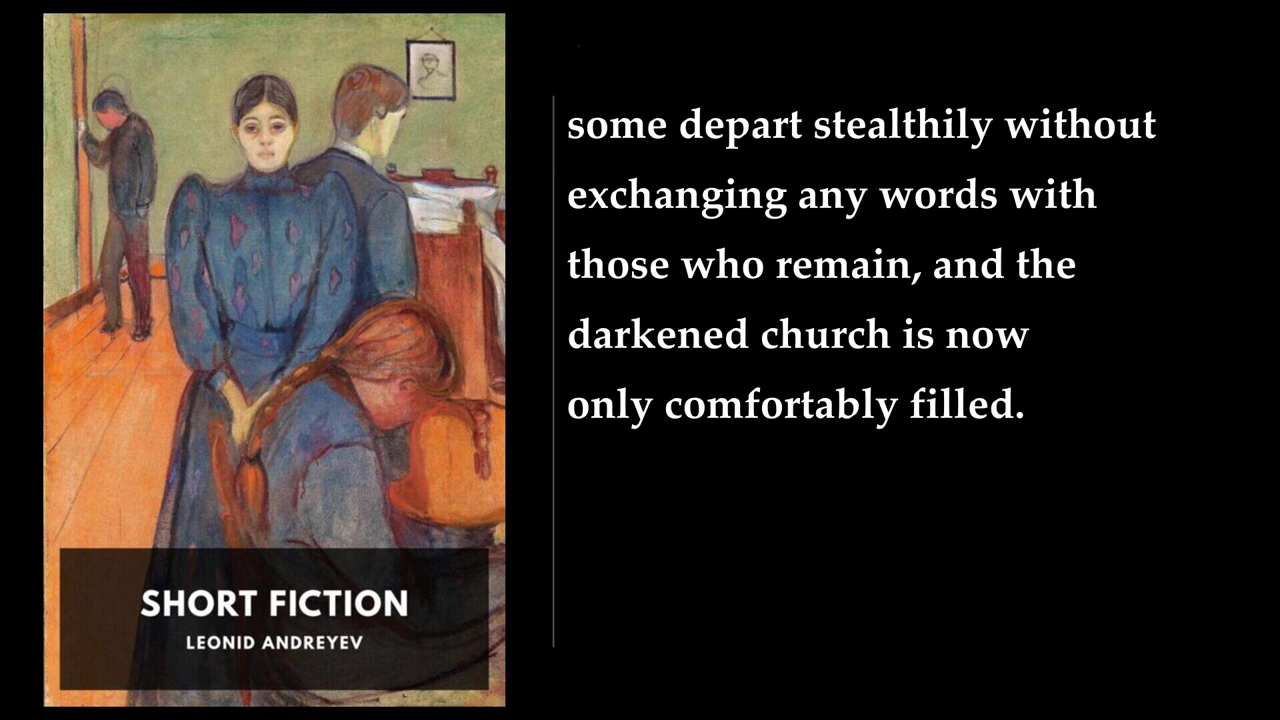 some depart stealthily without
exchanging any words with
those who remain, and the
darkened church is now
only comfortably filled.
SHORT FICTION
LEONID ANDREYEV